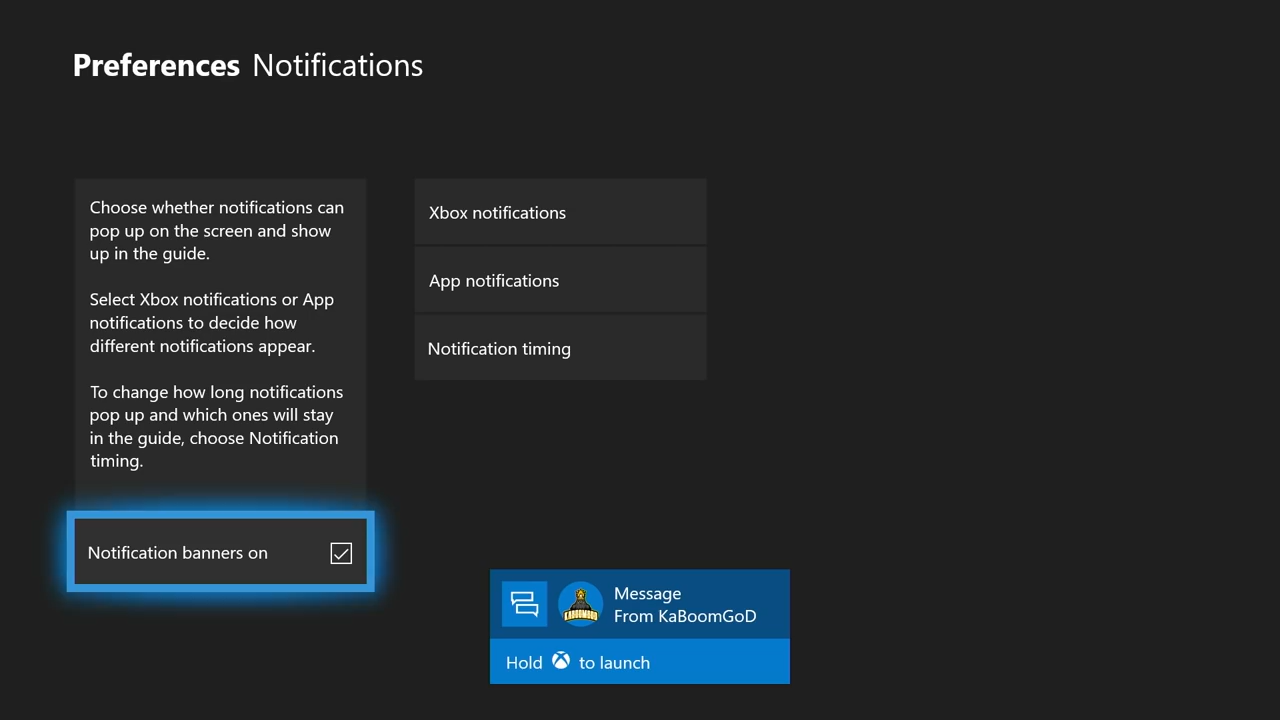 Preferences Notifications
Choose whether notifications can
pop up on the screen and show
up in the guide.
Select Xbox notifications or App
notifications to decide how
different notifications appear.
To change how long notifications
pop up and which ones will stay
in the guide, choose Notification
timing.
Notification banners on
Xbox notifications
App notifications
Notification timing
KABOOMGOD
Message
From KaBoomGoD
Hold to launch